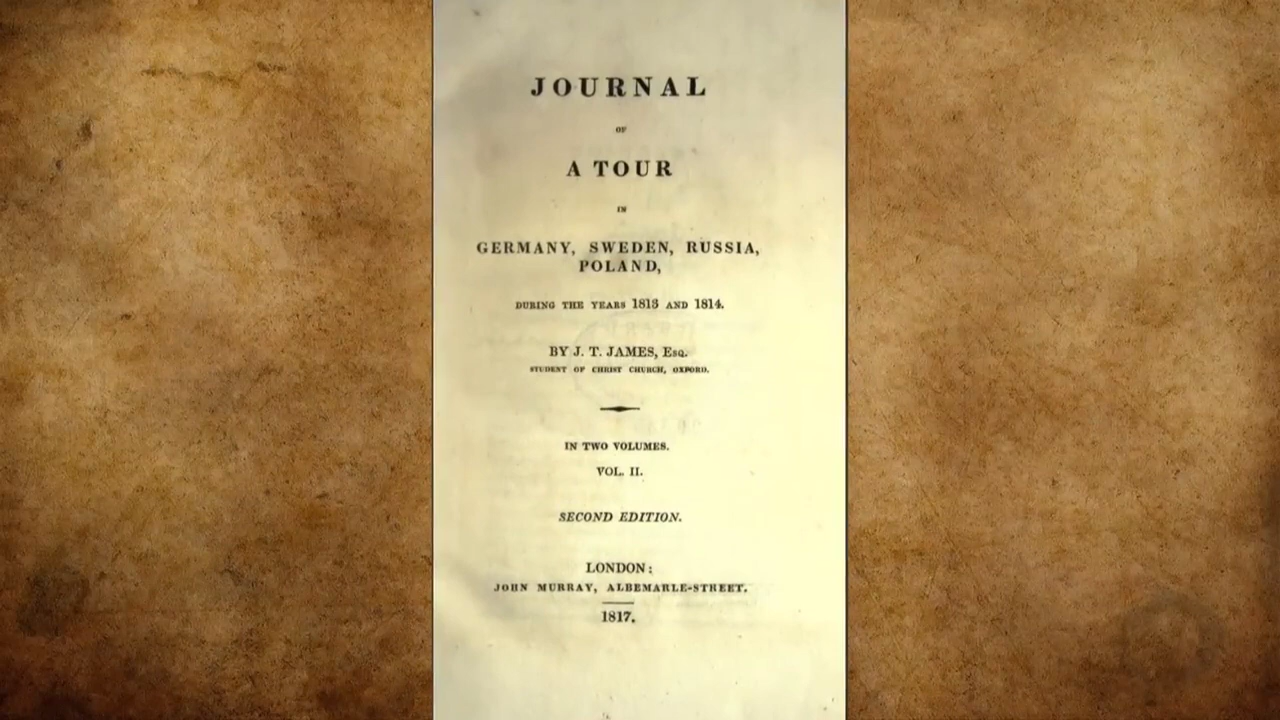 JOURNAL
OF
A TOUR
IN
GERMANY, SWEDEN, RUSSIA,
POLAND,
DURING THE YEARS 1813 AND 1814.
BY J. T. JAMES, Esq.
STUDENT OF CHRIST CHURCH, OXFORD.
IN TWO VOLUMES.
VOL. II.
SECOND EDITION.
LONDON:
JOHN MURRAY, ALBEMARLE-STREET.
1817.